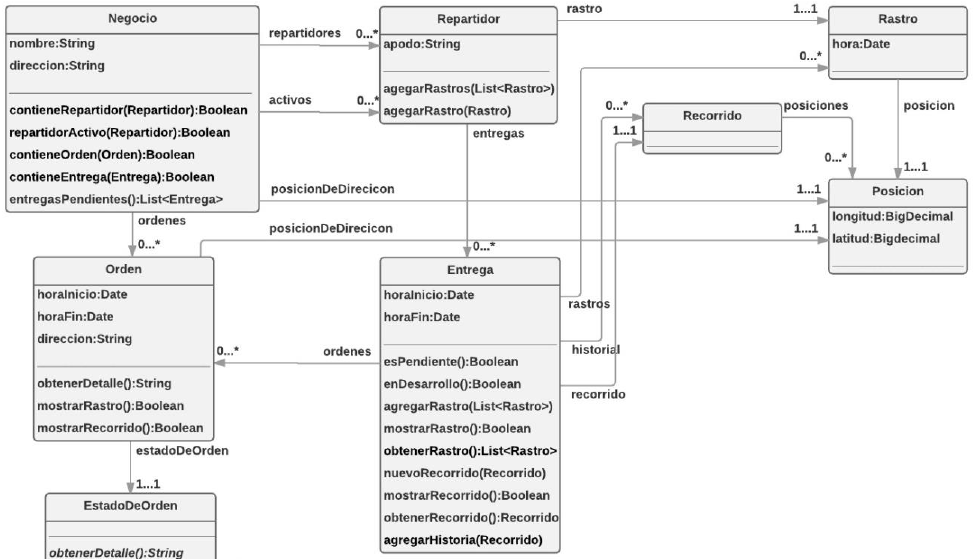 Negocio
nombre:String
direccion:String
contieneRepartidor(Repartidor):Boolean
repartidorActivo(Repartidor):Boolean
contieneOrden(Orden):Boolean
contieneEntrega(Entrega):Boolean
entregasPendientes():List<Entrega>
repartidores
0...*
activos
0...*
Repartidor
apodo:String
agegarRastros(List<Rastro>)
agegarRastro(Rastro)
rastro
1...1
Rastro
hora:Date
0...*
0...*
1...1
Recorrido
posiciones
0...*
posicion
1...1
entregas
0...*
posicionDeDirecicon
1...1
Posicion
longitud:BigDecimal
latitud:Bigdecimal
ordenes
0...*
posicionDeDirecicon
1...1
Orden
horaInicio:Date
horaFin:Date
direccion:String
obtenerDetalle():String
mostrarRastro():Boolean
mostrarRecorrido():Boolean
0...*
ordenes
Entrega
horaInicio:Date
horaFin:Date
esPendiente():Boolean
enDesarrollo():Boolean
agregarRastro(List<Rastro>)
mostrarRastro():Boolean
obtenerRastro():List<Rastro>
nuevoRecorrido(Recorrido)
mostrarRecorrido():Boolean
obtenerRecorrido():Recorrido
agregarHistoria(Recorrido)
rastros
historial
recorrido
estadoDeOrden
1...1
EstadoDeOrden
obtenerDetalle():String